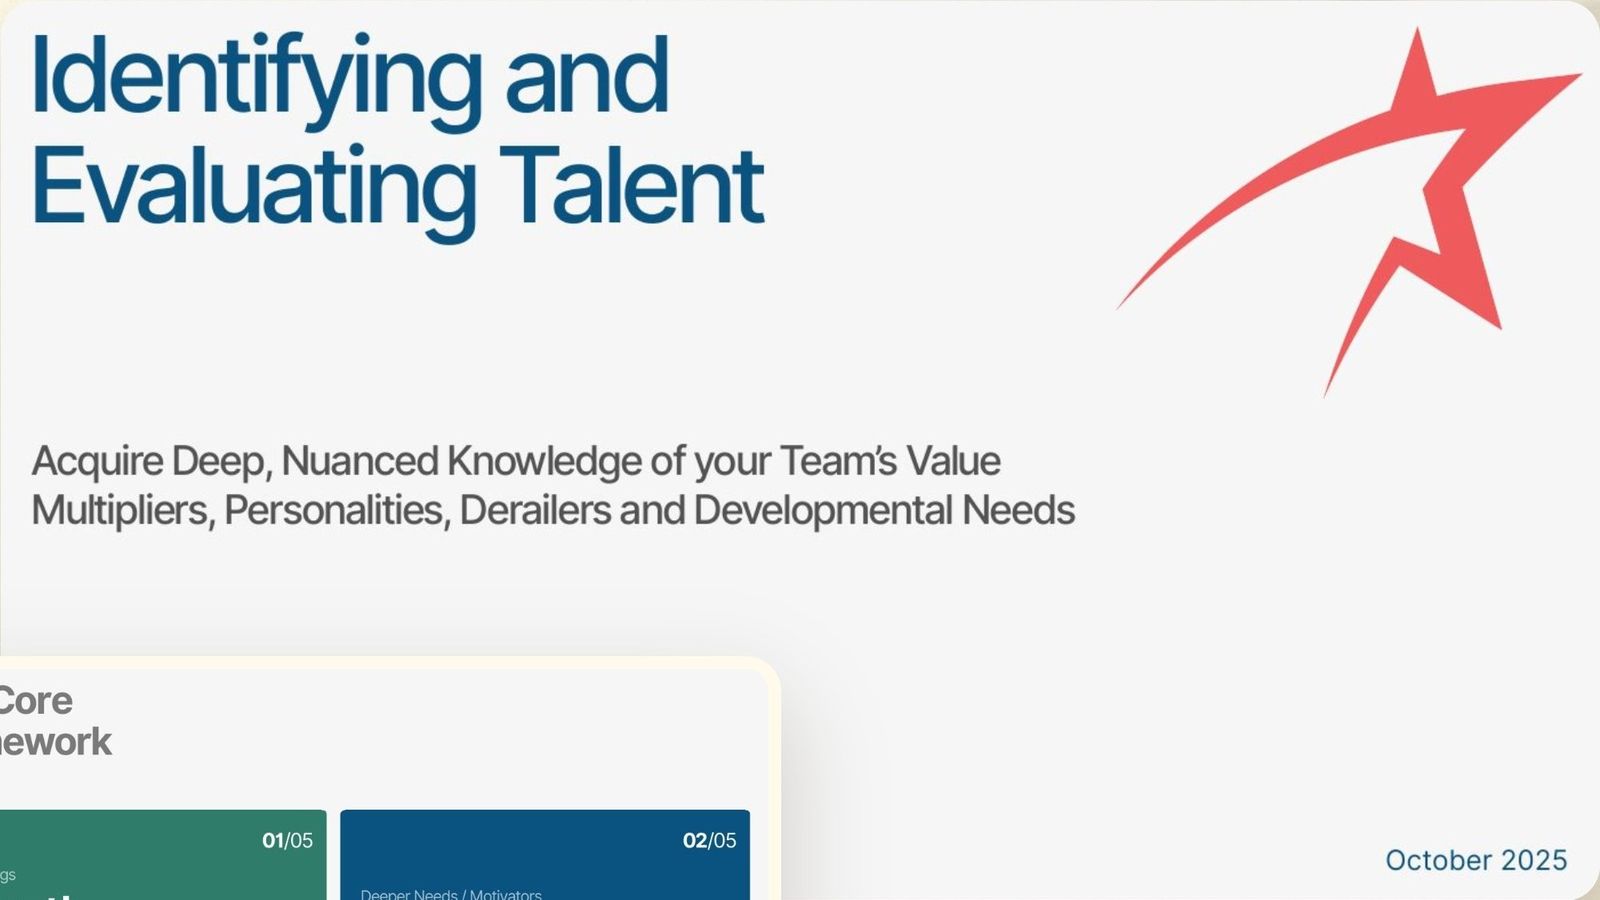 Identifying and
Evaluating Talent
Acquire Deep, Nuanced Knowledge of your Team’s Value
Multipliers, Personalities, Derailers and Developmental Needs
Core
01/05
02/05
Deeper Needs / Motivators
October 2025